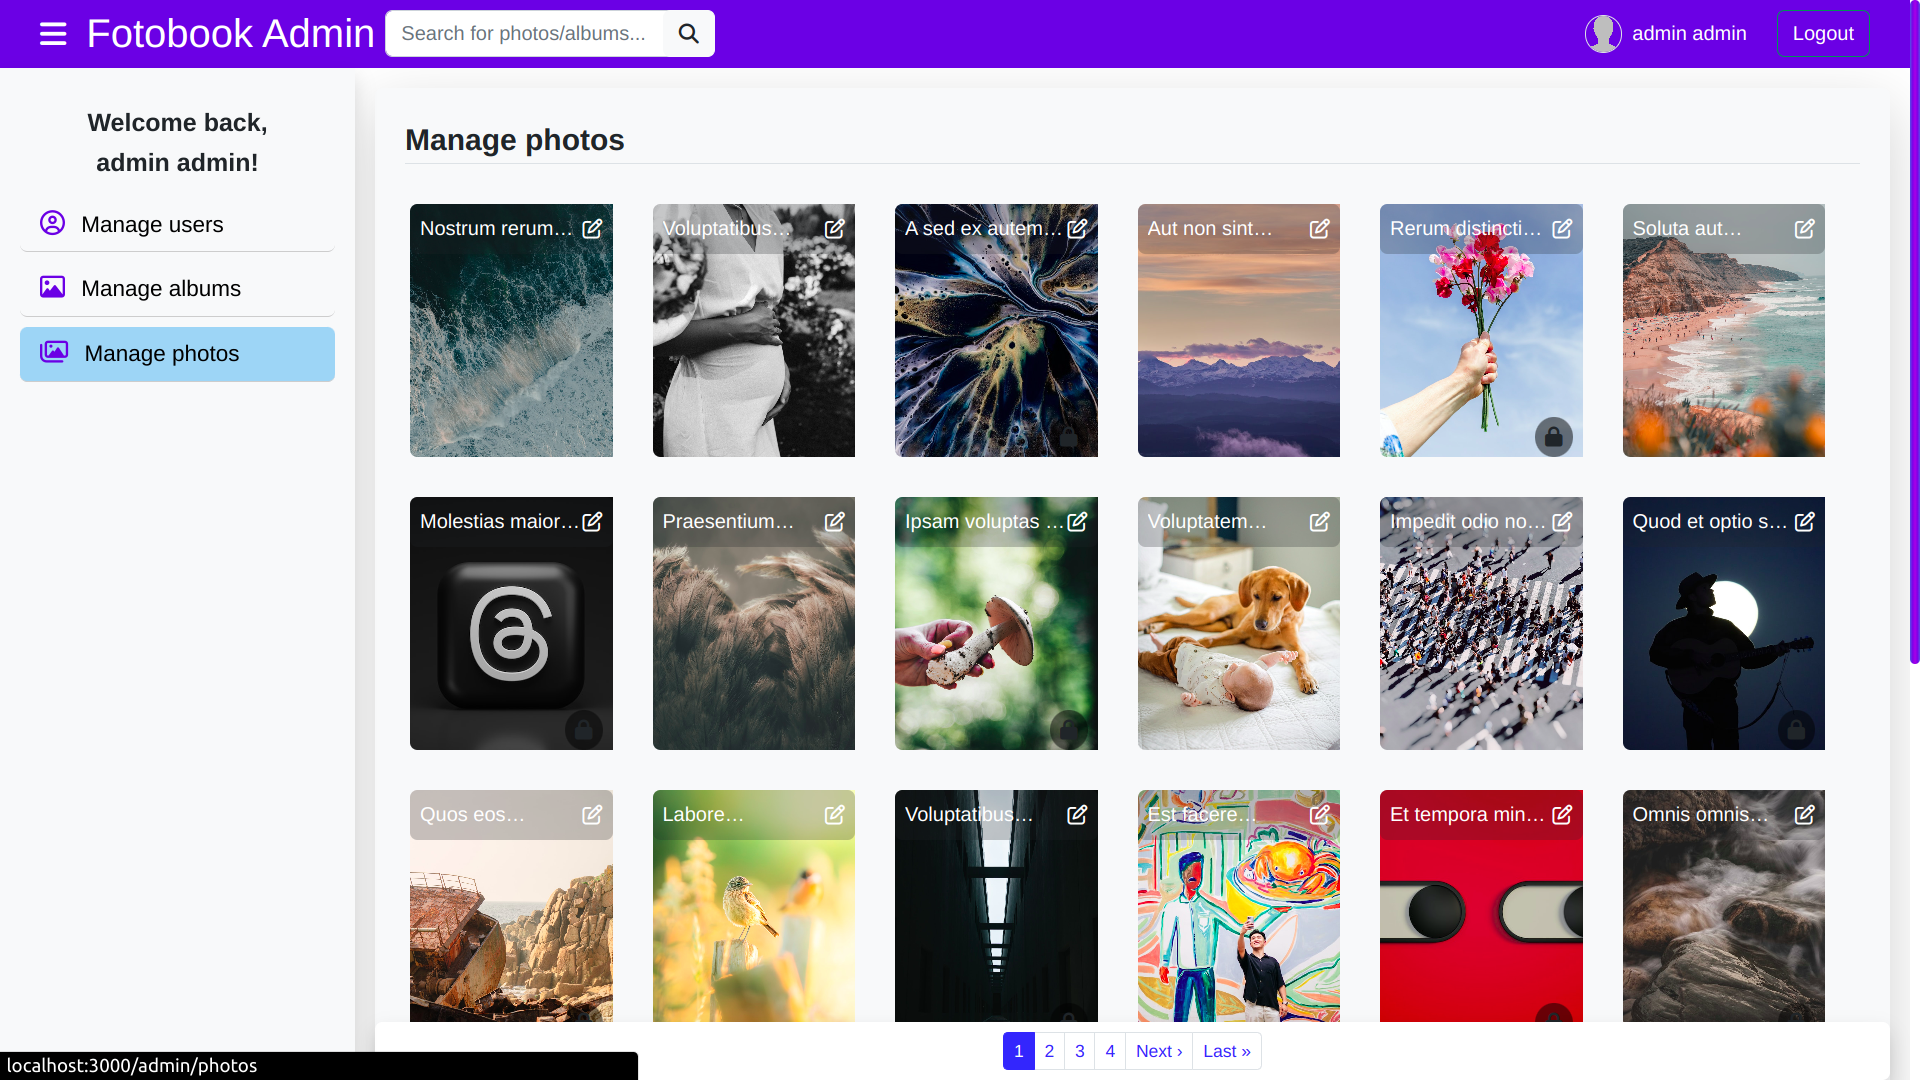 Fotobook Admin
Search for photos/albums...
admin admin
Logout
Welcome back,
admin admin!
Manage users
Manage albums
Manage photos
Manage photos
Nostrum rerum...
Voluptatibus...
A sed ex autem...
Aut non sint...
Rerum distincti...
Soluta aut...
Molestias maior...
Praesentium...
Ipsam voluptas ...
Voluptatem...
Impedit odio no...
Quod et optio s...
Quos eos...
Labore...
Voluptatibus...
Est facere...
Et tempora min...
Omnis omnis...
1 2 3 4 Next › Last »
localhost:3000/admin/photos